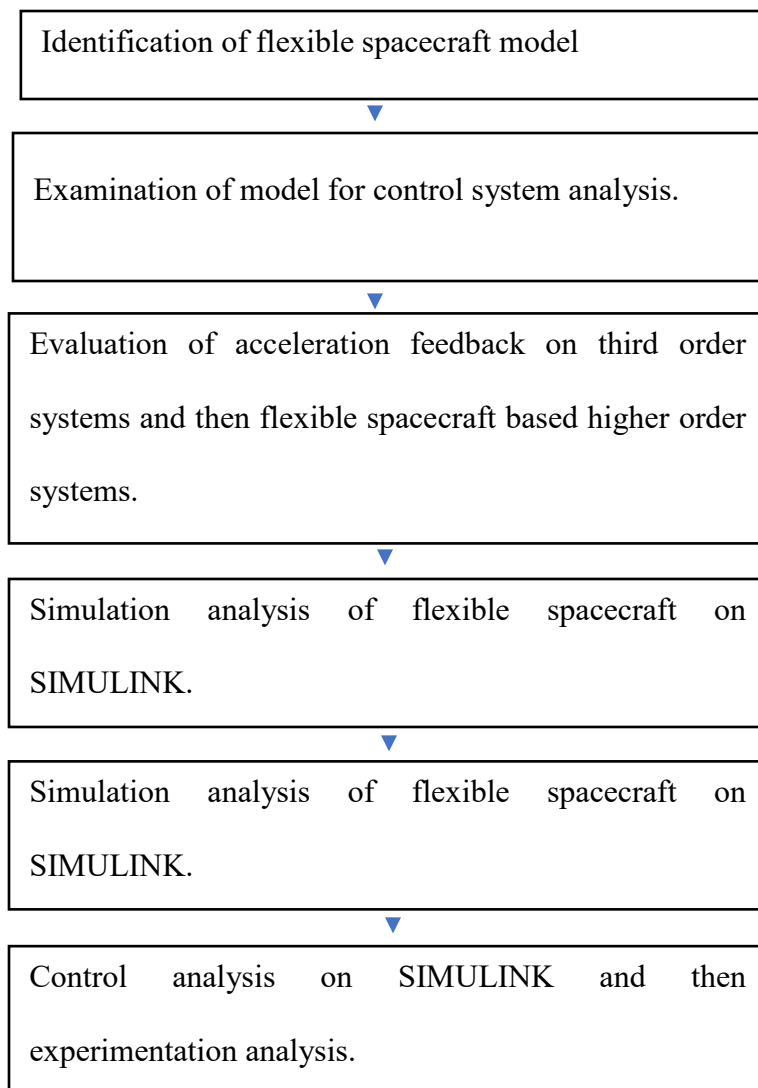 Identification of flexible spacecraft model
Examination of model for control system analysis.
Evaluation of acceleration feedback on third order
systems and then flexible spacecraft based higher order
systems.
Simulation analysis of flexible spacecraft on
SIMULINK.
Simulation analysis of flexible spacecraft on
SIMULINK.
Control analysis on SIMULINK and then
experimentation analysis.